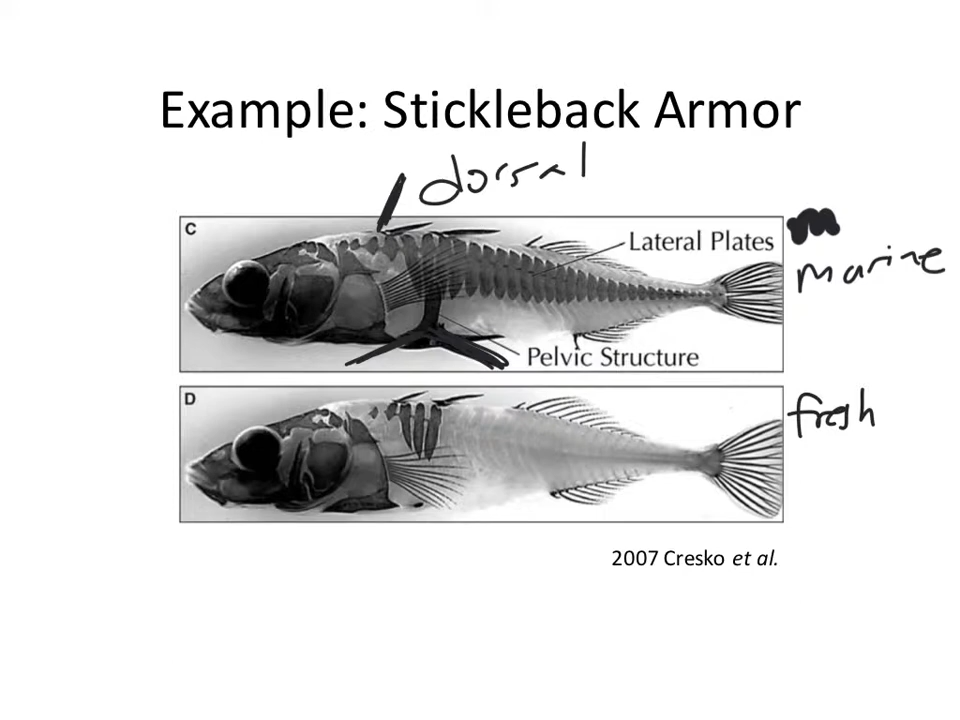 Example: Stickleback Armor
dorsal
C
Lateral Plates
marine
Pelvic Structure
D
fresh
2007 Cresko et al.